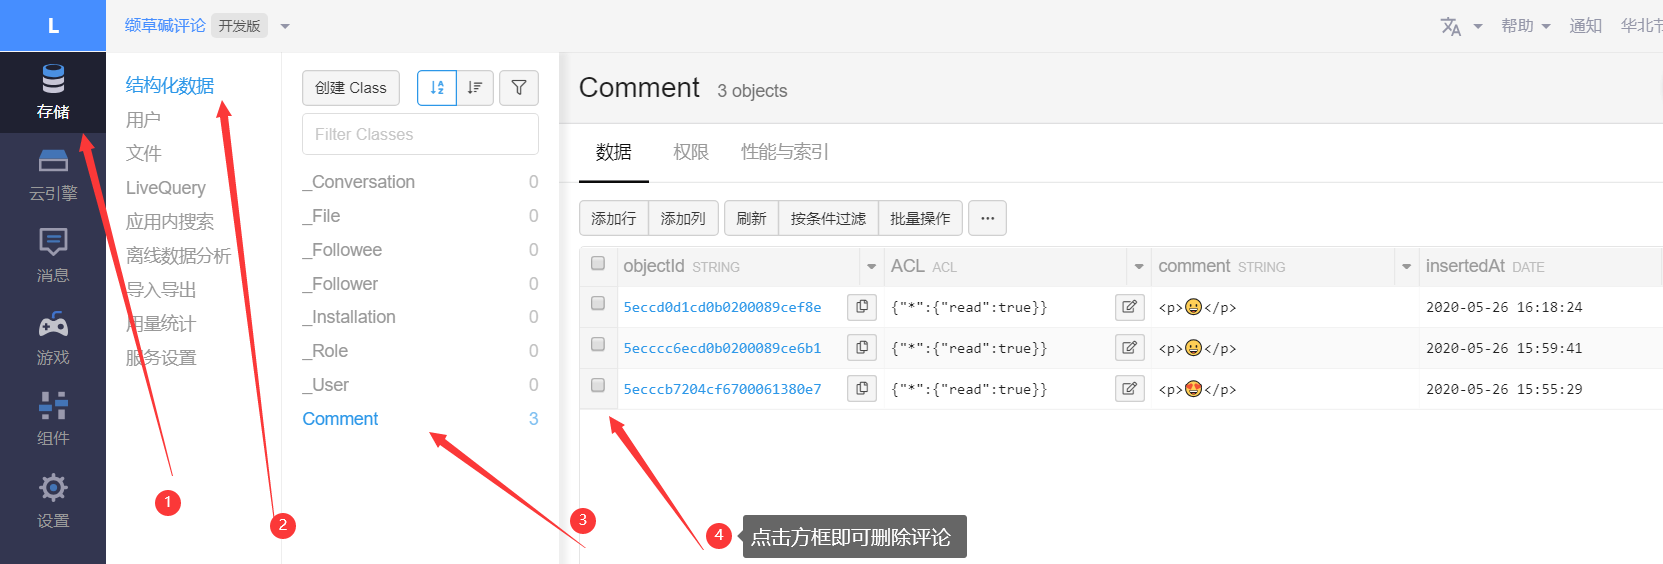 L
缬草碱评论 开发版
帮助 通知 华北节
存储
云引擎
消息
游戏
组件
设置
结构化数据
用户
文件
LiveQuery
应用内搜索
离线数据分析
导入导出
用量统计
服务设置
1
2
创建 Class
Filter Classes
_Conversation 0
_File 0
_Followee 0
_Follower 0
_Installation 0
_Role 0
_User 0
Comment 3
3
Comment 3 objects
数据 权限 性能与索引
添加行 添加列 刷新 按条件过滤 批量操作 ···
objectId STRING ACL ACL comment STRING insertedAt DATE
5eccd0d1cd0b0200089cef8e {"*":{"read":true}} <p>😀</p> 2020-05-26 16:18:24
5ecccc6ecd0b0200089ce6b1 {"*":{"read":true}} <p>😀</p> 2020-05-26 15:59:41
5ecccb7204cf6700061380e7 {"*":{"read":true}} <p>😍</p> 2020-05-26 15:55:29
4 点击方框即可删除评论